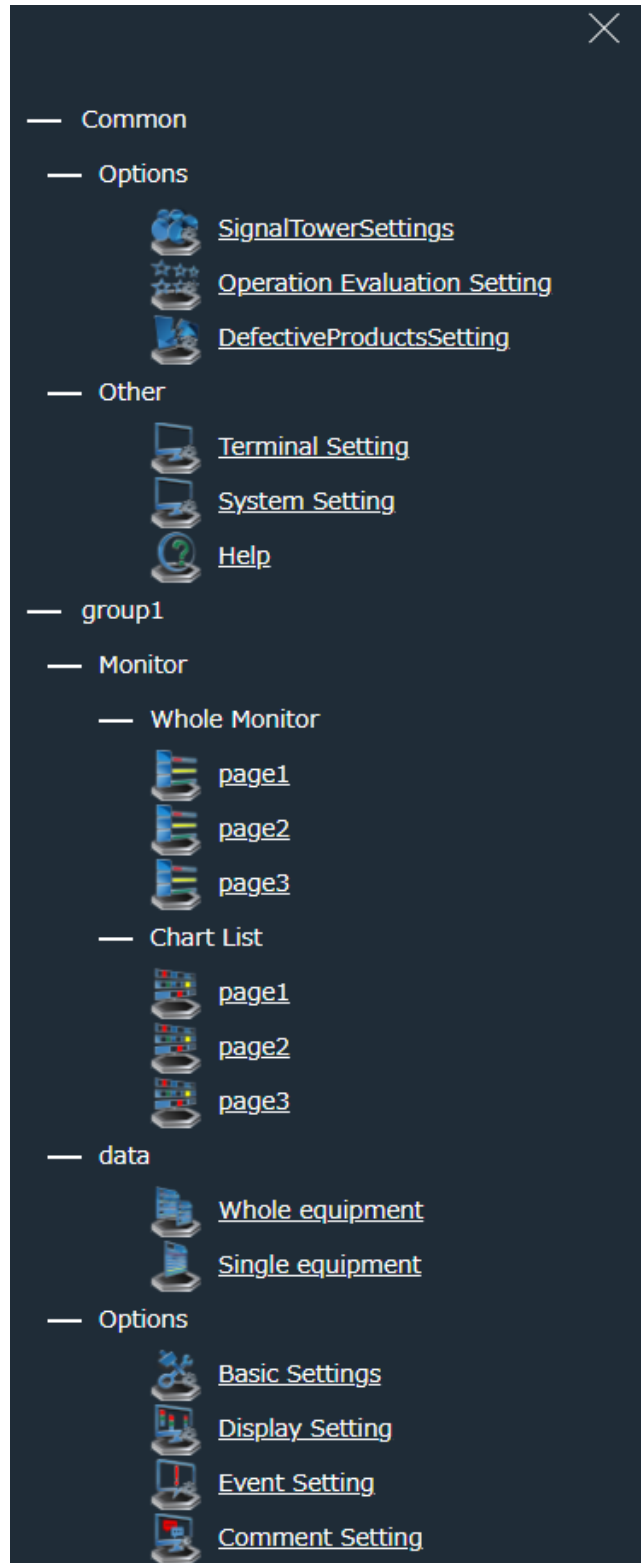 Common
Options
SignalTowerSettings
Operation Evaluation Setting
DefectiveProductsSetting
Other
Terminal Setting
System Setting
Help
group1
Monitor
Whole Monitor
page1
page2
page3
Chart List
page1
page2
page3
data
Whole equipment
Single equipment
Options
Basic Settings
Display Setting
Event Setting
Comment Setting